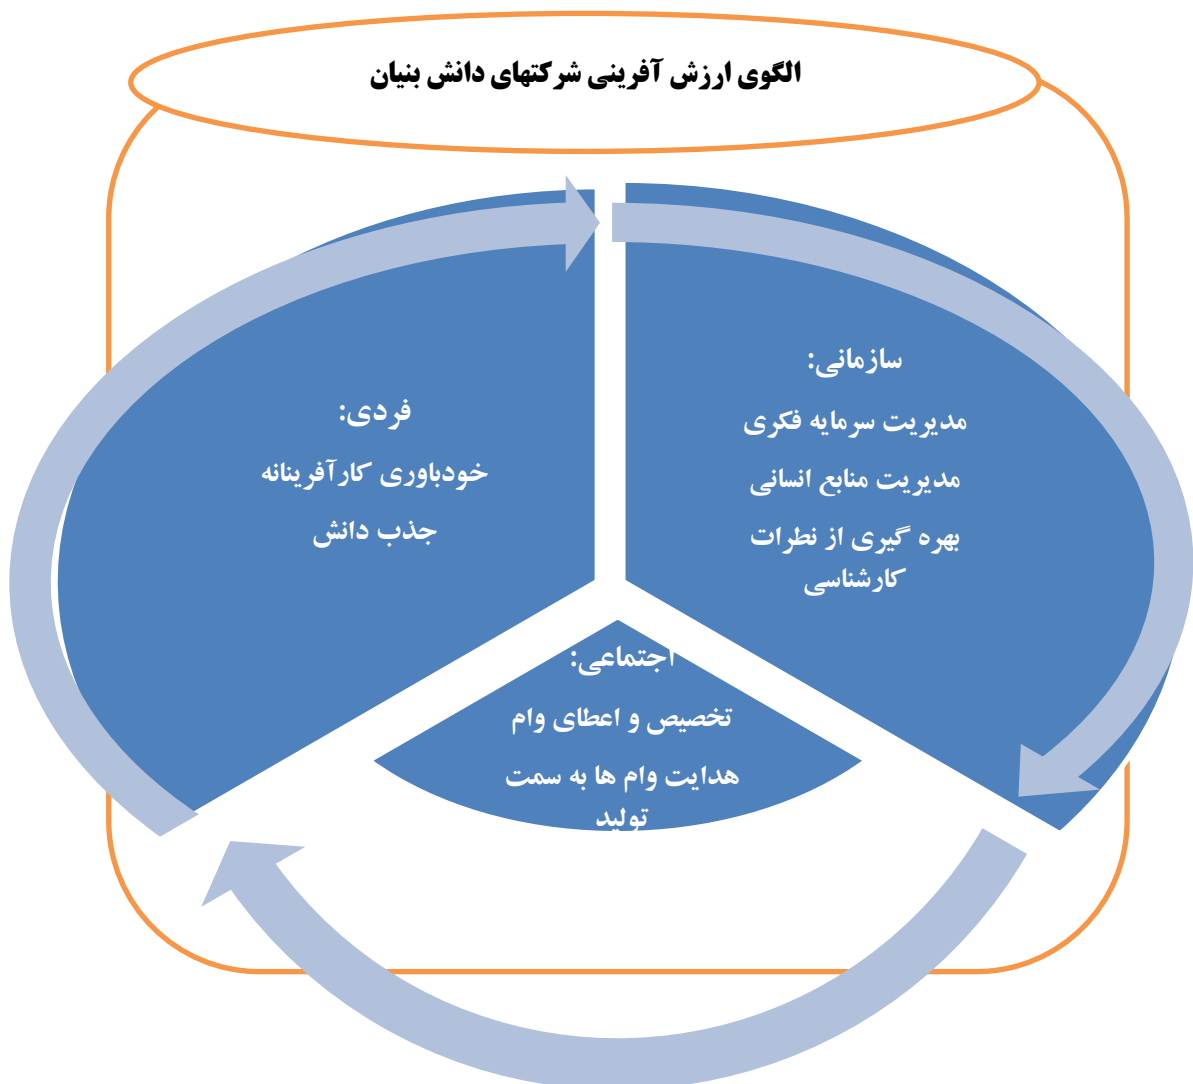 الگوی ارزش آفرینی شرکتهای دانش بنیان
سازمانی:
مدیریت سرمایه فکری
مدیریت منابع انسانی
بهره گیری از نطرات
کارشناسی
فردی:
خودباوری کارآفرینانه
جذب دانش
اجتماعی:
تخصیص و اعطای وام
هدایت وام ها به سمت
تولید